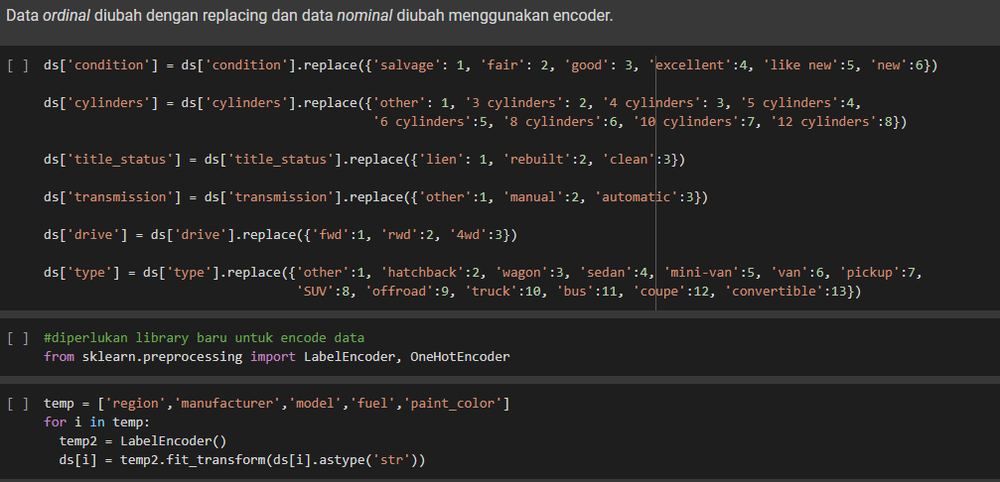 Data ordinal diubah dengan replacing dan data nominal diubah menggunakan encoder.
[ ] ds['condition'] = ds['condition'].replace({'salvage': 1, 'fair': 2, 'good': 3, 'excellent':4, 'like new':5, 'new':6})
ds['cylinders'] = ds['cylinders'].replace({'other': 1, '3 cylinders': 2, '4 cylinders': 3, '5 cylinders':4,
'6 cylinders':5, '8 cylinders':6, '10 cylinders':7, '12 cylinders':8})
ds['title_status'] = ds['title_status'].replace({'lien': 1, 'rebuilt':2, 'clean':3})
ds['transmission'] = ds['transmission'].replace({'other':1, 'manual':2, 'automatic':3})
ds['drive'] = ds['drive'].replace({'fwd':1, 'rwd':2, '4wd':3})
ds['type'] = ds['type'].replace({'other':1, 'hatchback':2, 'wagon':3, 'sedan':4, 'mini-van':5, 'van':6, 'pickup':7,
'SUV':8, 'offroad':9, 'truck':10, 'bus':11, 'coupe':12, 'convertible':13})
[ ] #diperlukan library baru untuk encode data
from sklearn.preprocessing import LabelEncoder, OneHotEncoder
[ ] temp = ['region','manufacturer','model','fuel','paint_color']
for i in temp:
temp2 = LabelEncoder()
ds[i] = temp2.fit_transform(ds[i].astype('str'))